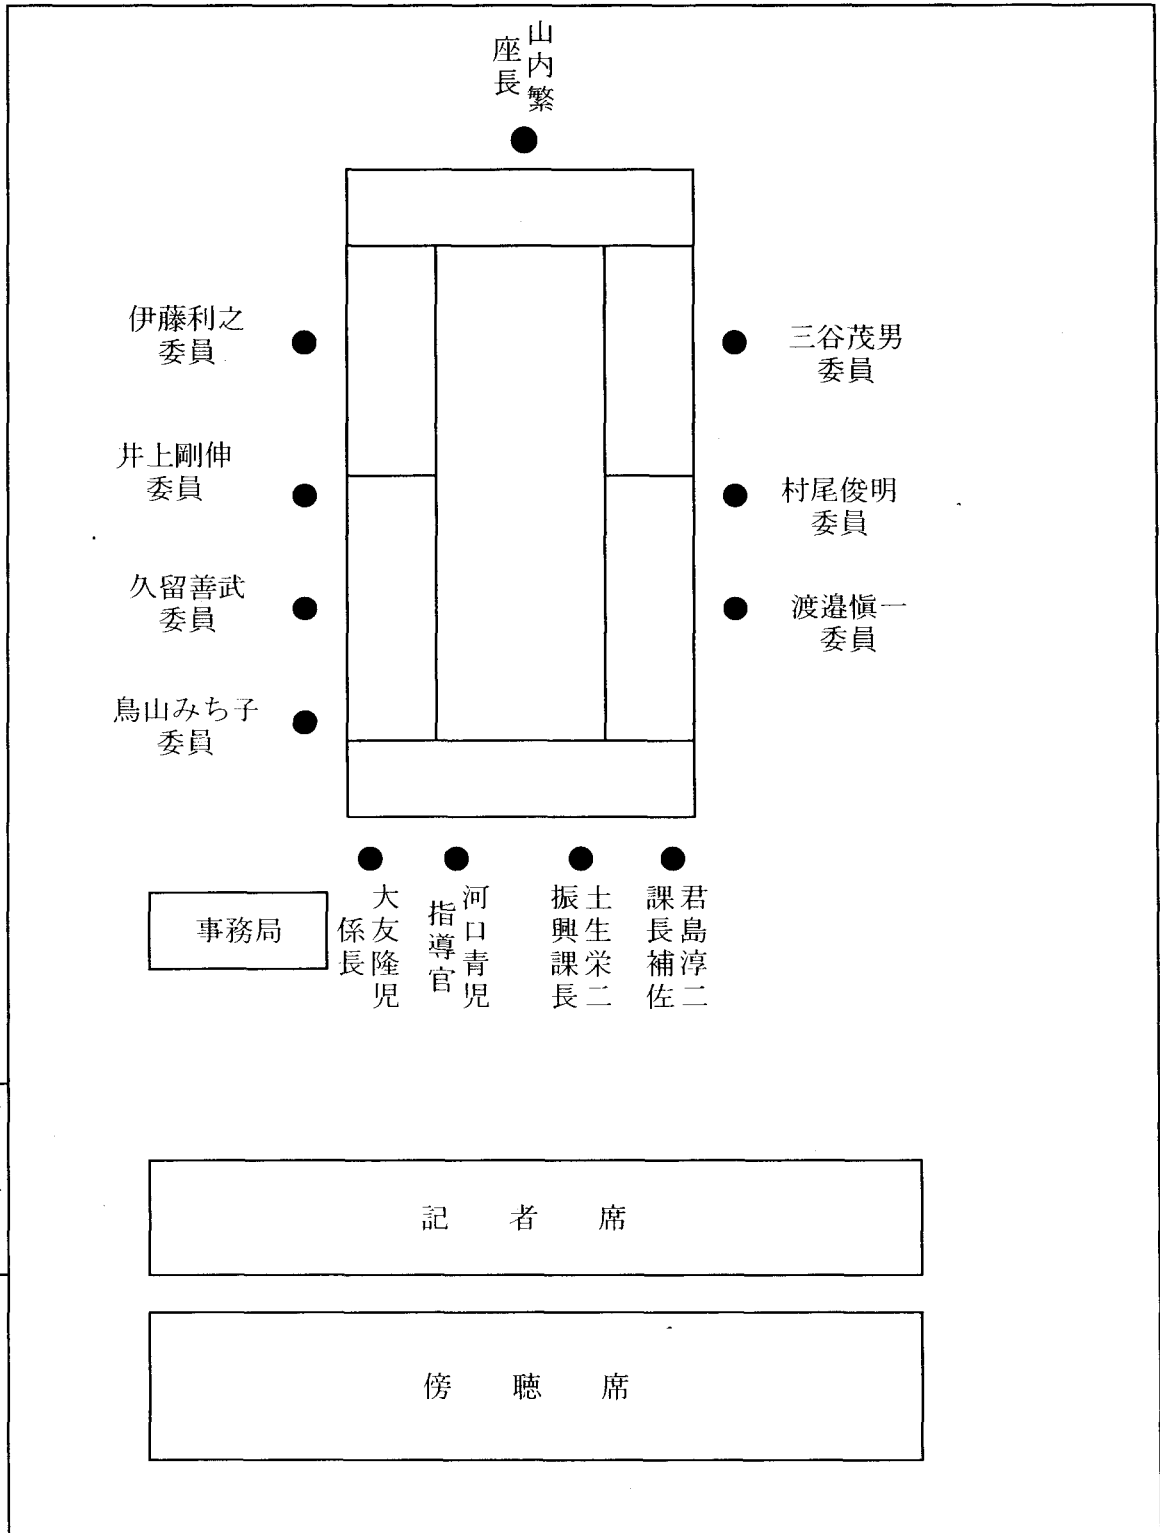 山内繁
座長
伊藤利之
委員
三谷茂男
委員
井上剛伸
委員
村尾俊明
委員
久留善武
委員
渡邉愼一
委員
鳥山みち子
委員
事務局
大友隆児
係長
河口青児
指導官
土生栄二
振興課長
君島淳二
課長補佐
記者席
傍聴席